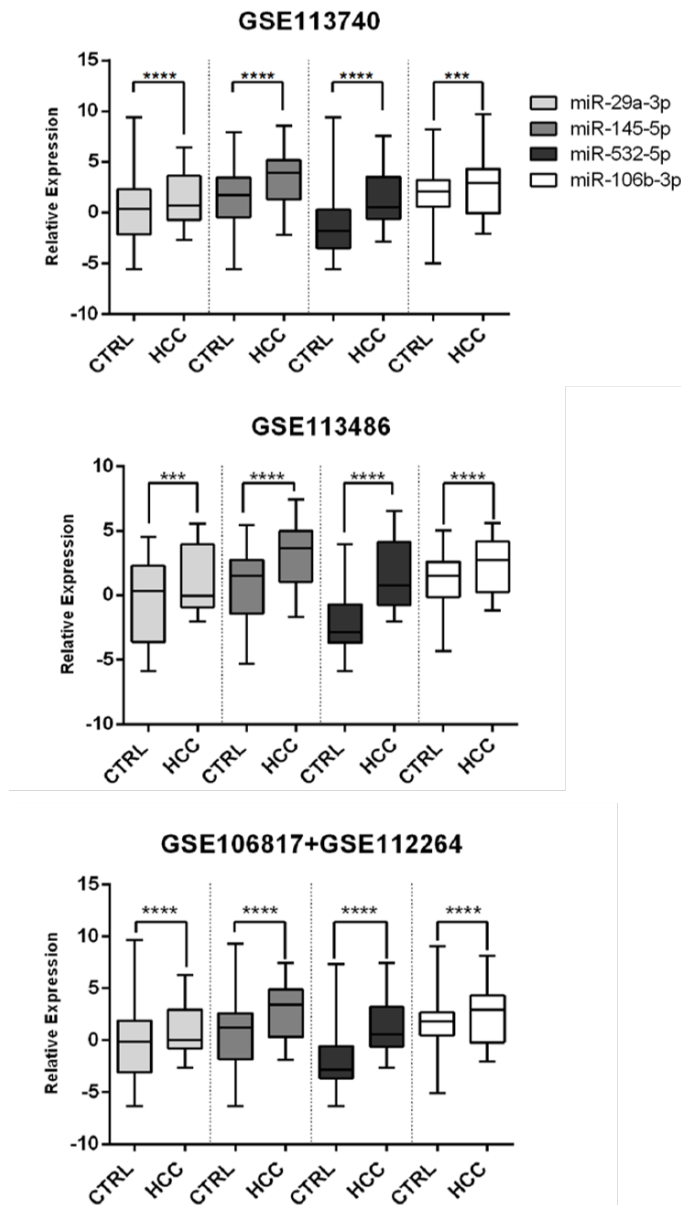 GSE113740
Relative Expression
15
10
5
0
-5
-10
**** **** **** ***
CTRL HCC CTRL HCC CTRL HCC CTRL HCC
miR-29a-3p
miR-145-5p
miR-532-5p
miR-106b-3p
GSE113486
Relative Expression
10
5
0
-5
-10
*** **** **** ****
CTRL HCC CTRL HCC CTRL HCC CTRL HCC
GSE106817+GSE112264
Relative Expression
15
10
5
0
-5
-10
**** **** **** ****
CTRL HCC CTRL HCC CTRL HCC CTRL HCC